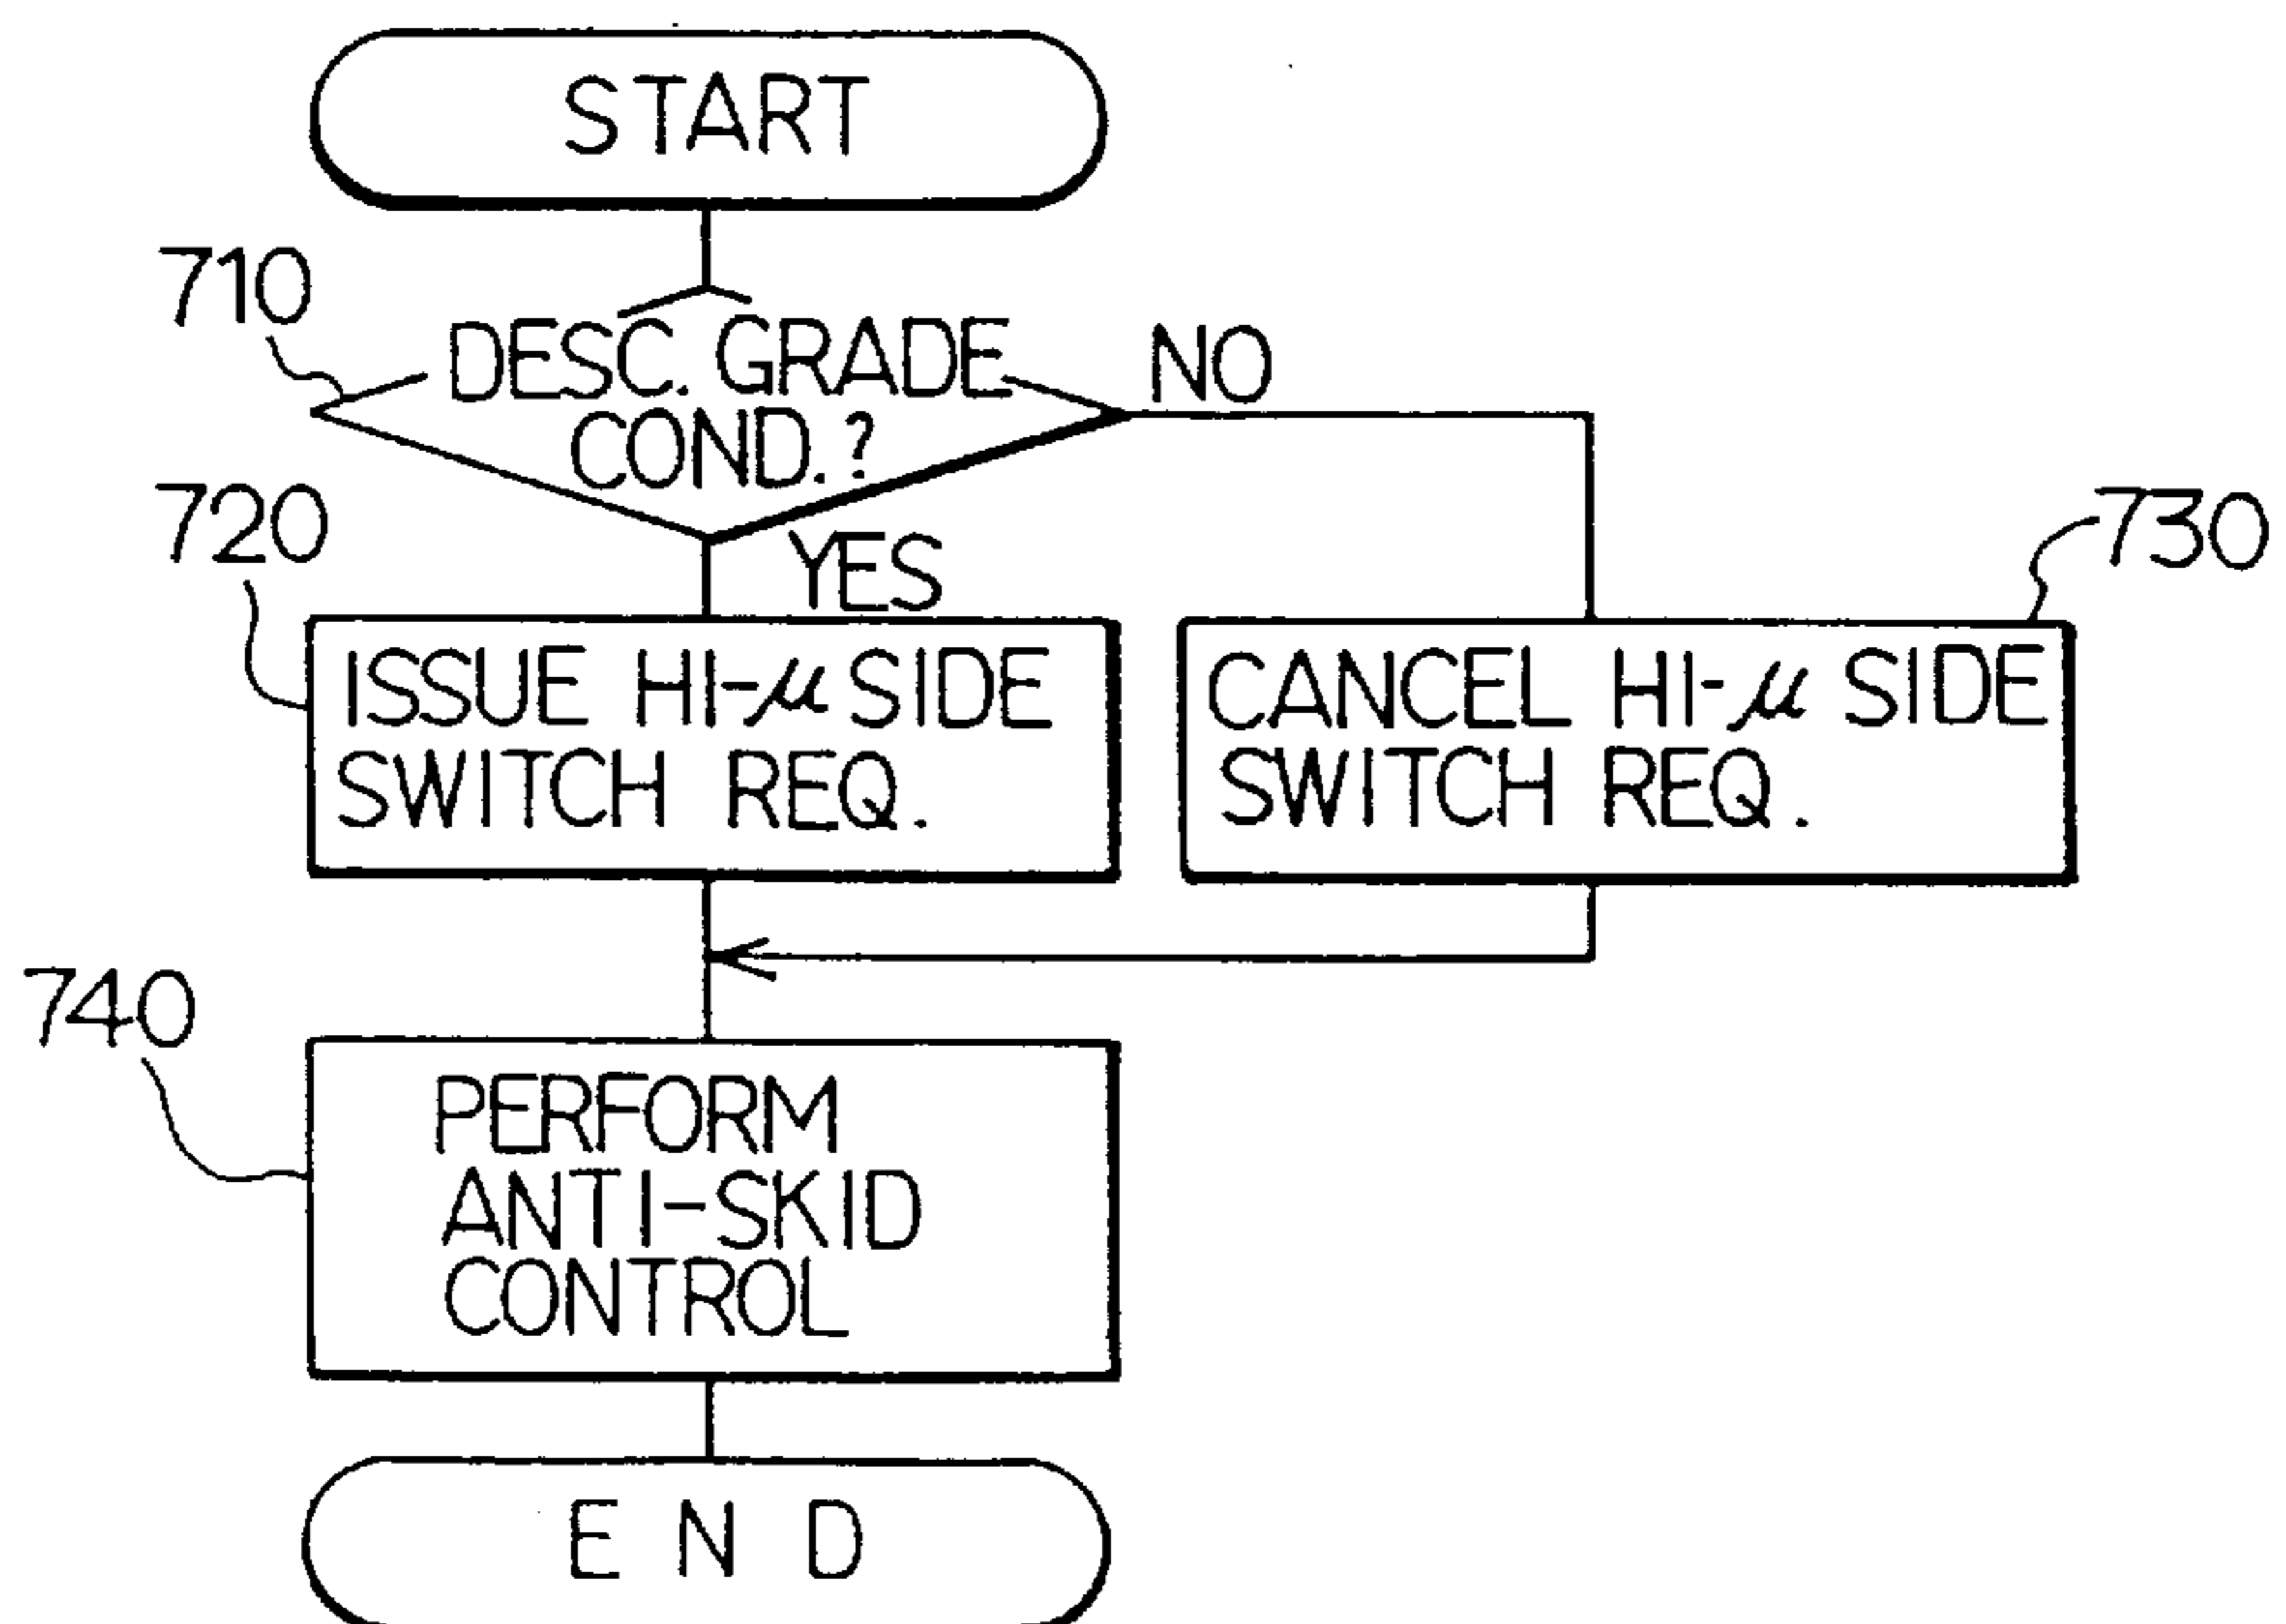 START
710
DESC. GRADE
COND.?
NO
YES
720
ISSUE HI-μ SIDE
SWITCH REQ.
730
CANCEL HI-μ SIDE
SWITCH REQ.
740
PERFORM
ANTI-SKID
CONTROL
END